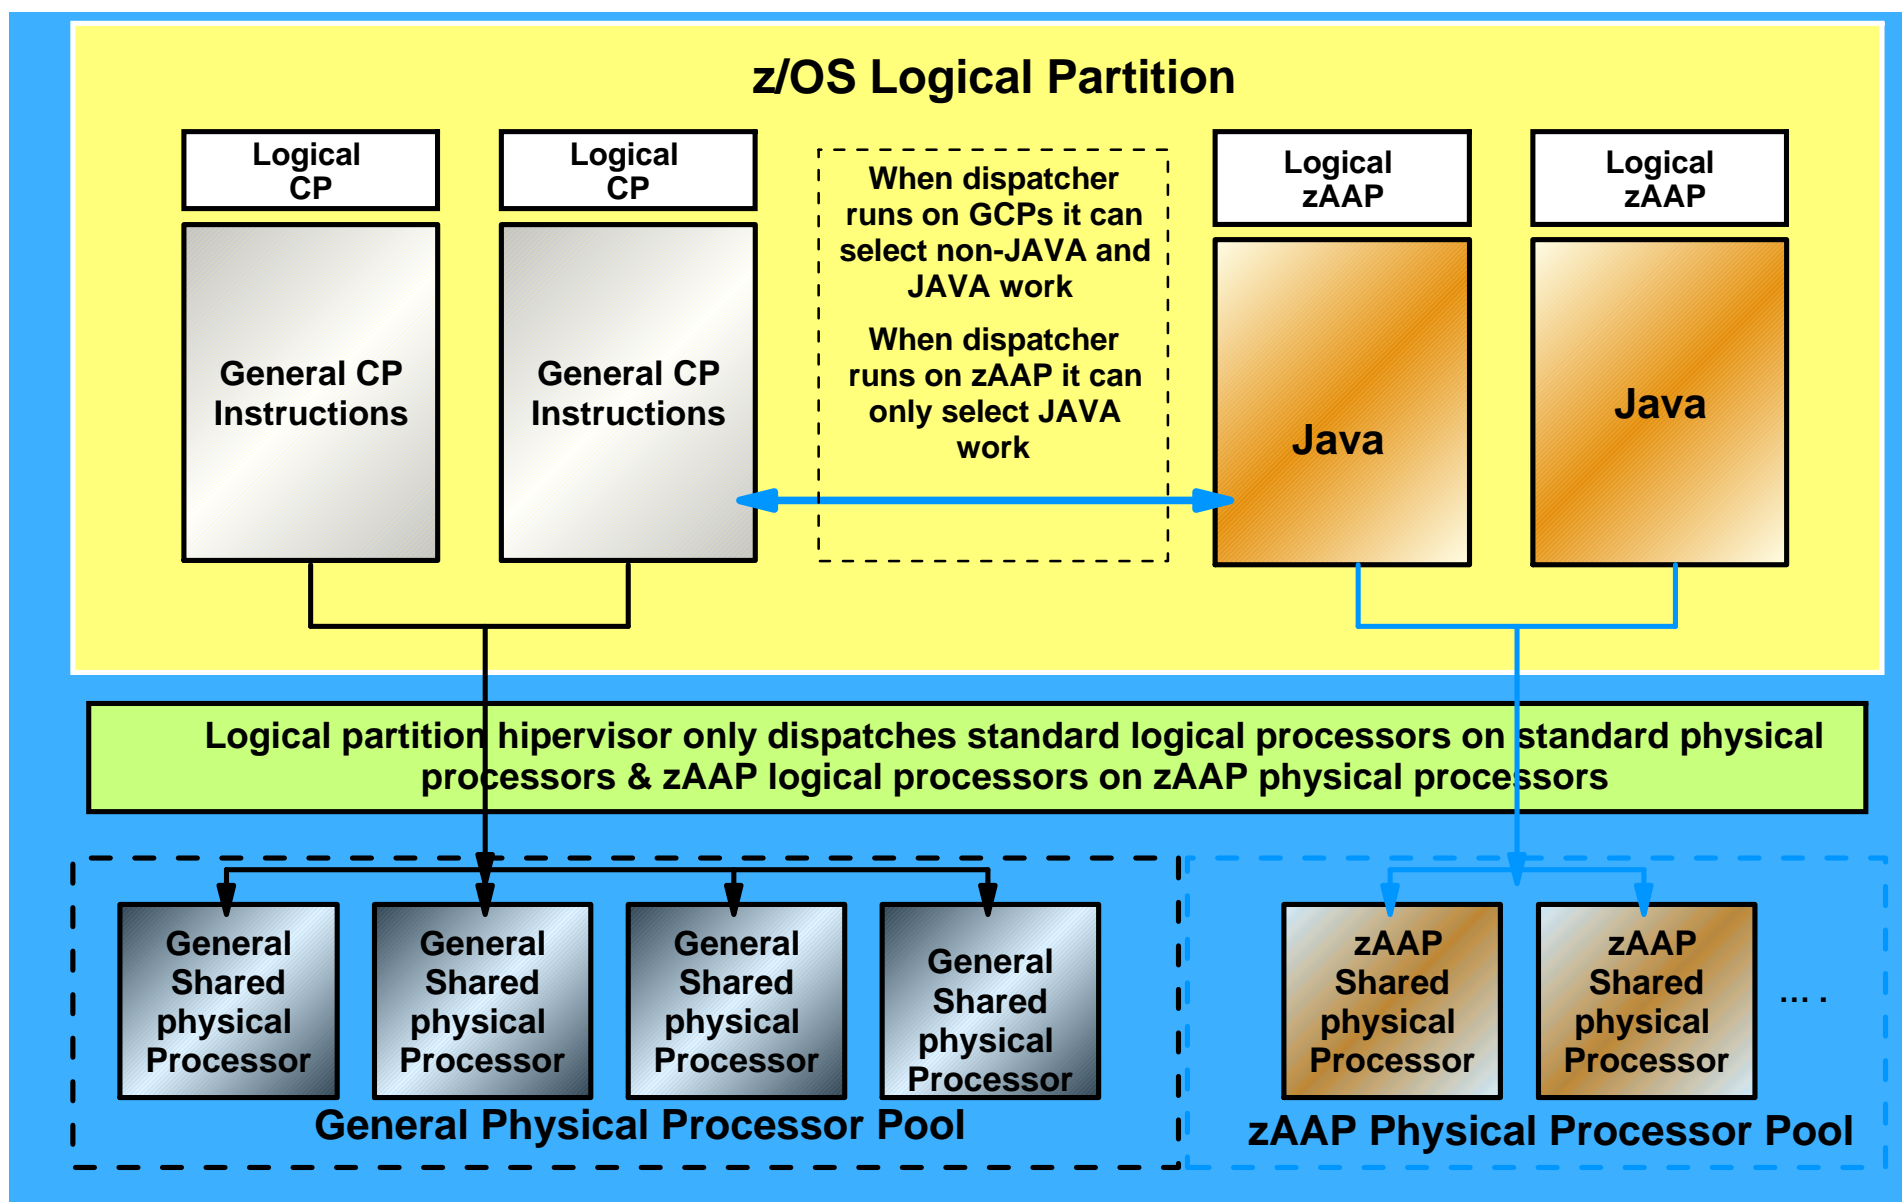 z/OS Logical Partition
Logical
CP
Logical
CP
When dispatcher
runs on GCPs it can
select non-JAVA and
JAVA work
When dispatcher
runs on zAAP it can
only select JAVA
work
Logical
zAAP
Logical
zAAP
General CP
Instructions
General CP
Instructions
Java
Java
Logical partition hipervisor only dispatches standard logical processors on standard physical
processors & zAAP logical processors on zAAP physical processors
General
Shared
physical
Processor
General
Shared
physical
Processor
General
Shared
physical
Processor
General
Shared
physical
Processor
zAAP
Shared
physical
Processor
zAAP
Shared
physical
Processor
... .
General Physical Processor Pool
zAAP Physical Processor Pool